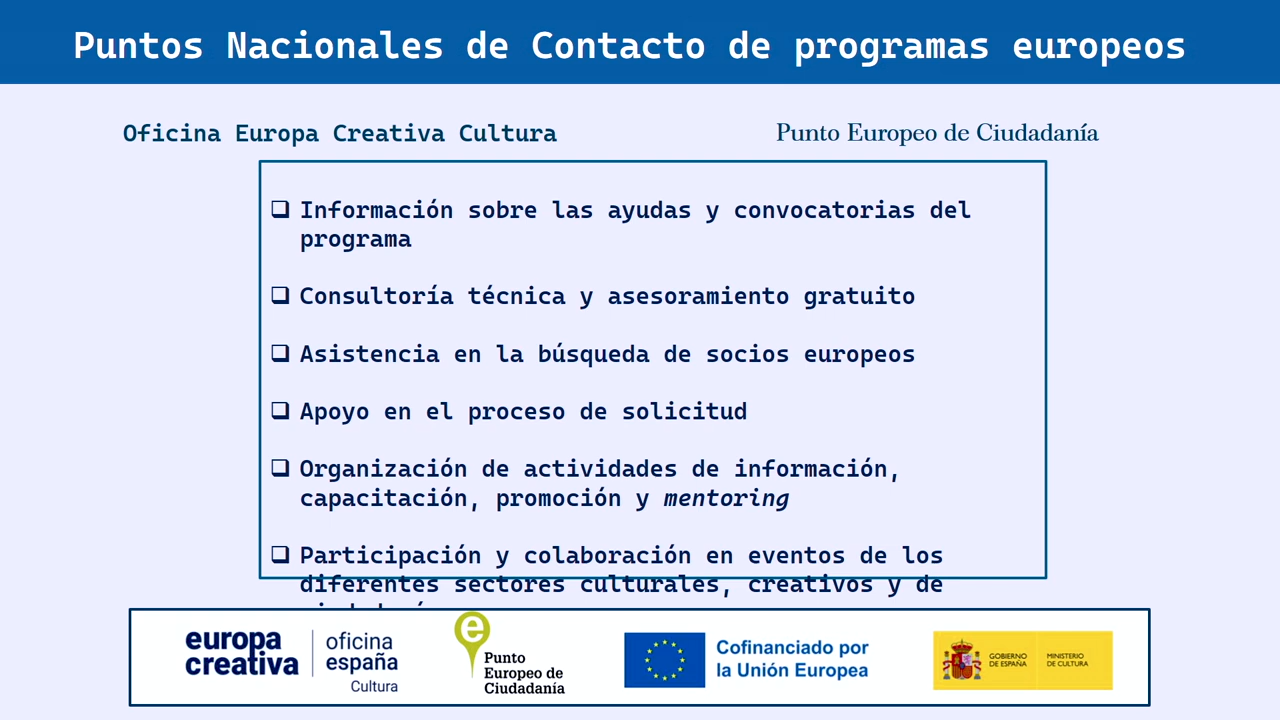 Puntos Nacionales de Contacto de programas europeos
Oficina Europa Creativa Cultura
Punto Europeo de Ciudadanía
❑ Información sobre las ayudas y convocatorias del
programa
❑ Consultoría técnica y asesoramiento gratuito
❑ Asistencia en la búsqueda de socios europeos
❑ Apoyo en el proceso de solicitud
❑ Organización de actividades de información,
capacitación, promoción y mentoring
❑ Participación y colaboración en eventos de los
diferentes sectores culturales, creativos y de
europa
creativa
oficina
españa
Cultura
e
Punto
Europeo de
Ciudadanía
Cofinanciado por
la Unión Europea
GOBIERNO
DE ESPAÑA
MINISTERIO
DE CULTURA